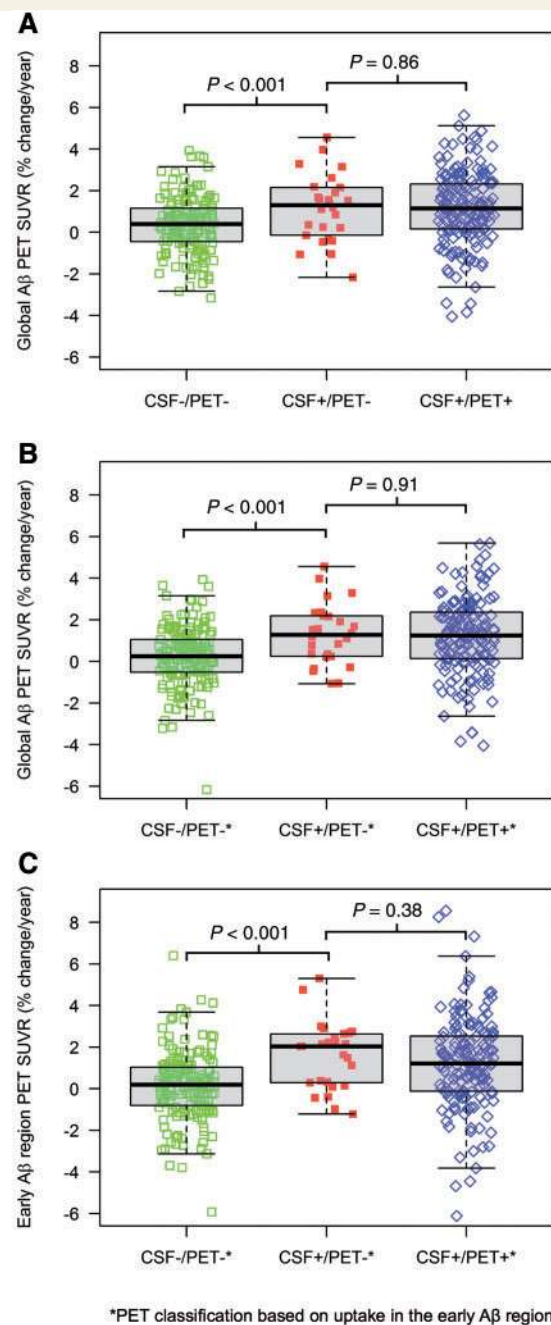 A
Global Aβ PET SUVR (% change/year)
8
6
4
2
0
-2
-4
-6
P < 0.001
P = 0.86
CSF-/PET-
CSF+/PET-
CSF+/PET+
B
Global Aβ PET SUVR (% change/year)
8
6
4
2
0
-2
-4
-6
P < 0.001
P = 0.91
CSF-/PET-*
CSF+/PET-*
CSF+/PET+*
C
Early Aβ region PET SUVR (% change/year)
8
6
4
2
0
-2
-4
-6
P < 0.001
P = 0.38
CSF-/PET-*
CSF+/PET-*
CSF+/PET+*
*PET classification based on uptake in the early Aβ region